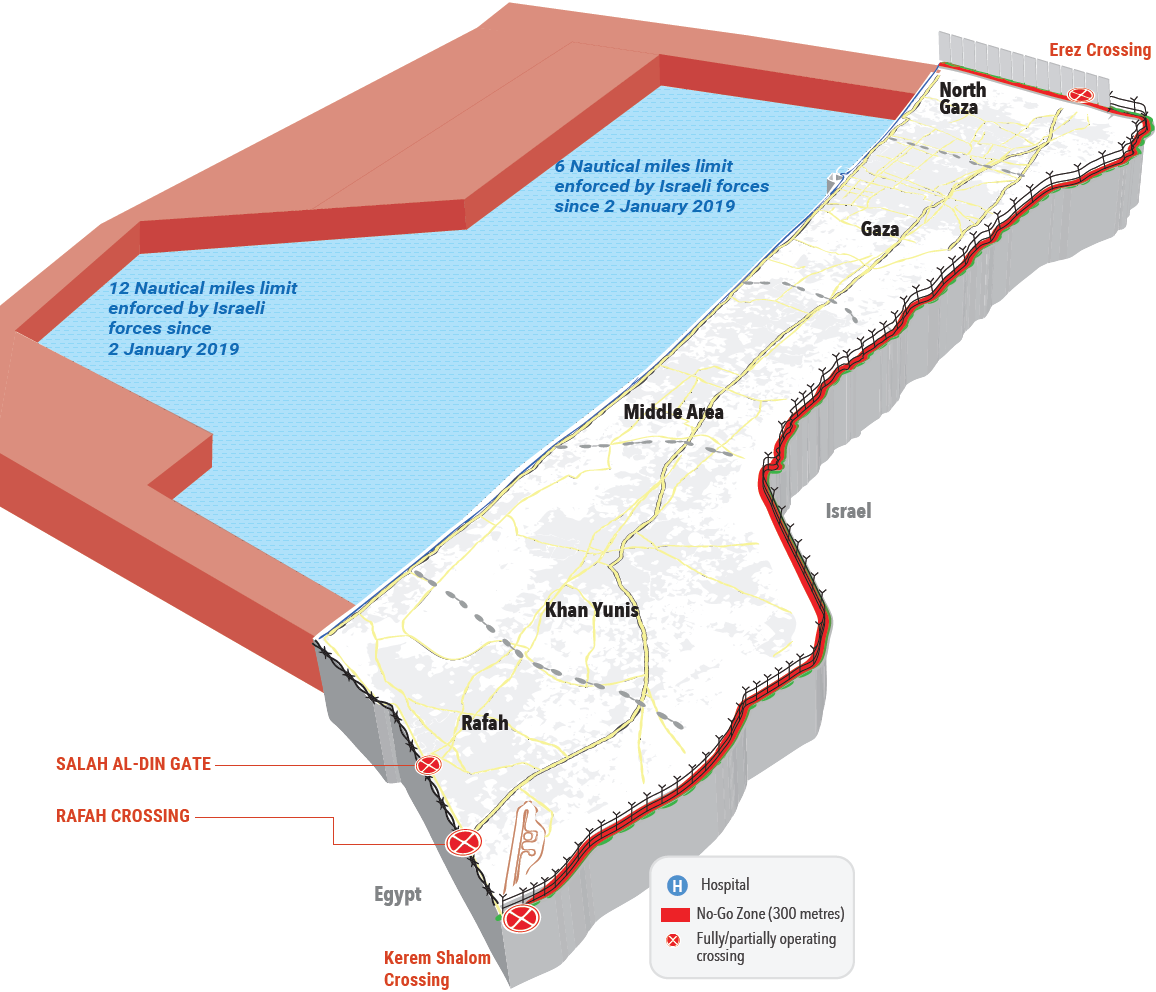 Erez Crossing
North
Gaza
6 Nautical miles limit
enforced by Israeli forces
since 2 January 2019
Gaza
12 Nautical miles limit
enforced by Israeli
forces since
2 January 2019
Middle Area
Israel
Khan Yunis
Rafah
SALAH AL-DIN GATE
RAFAH CROSSING
Egypt
Kerem Shalom
Crossing
H Hospital
No-Go Zone (300 metres)
Fully/partially operating
crossing